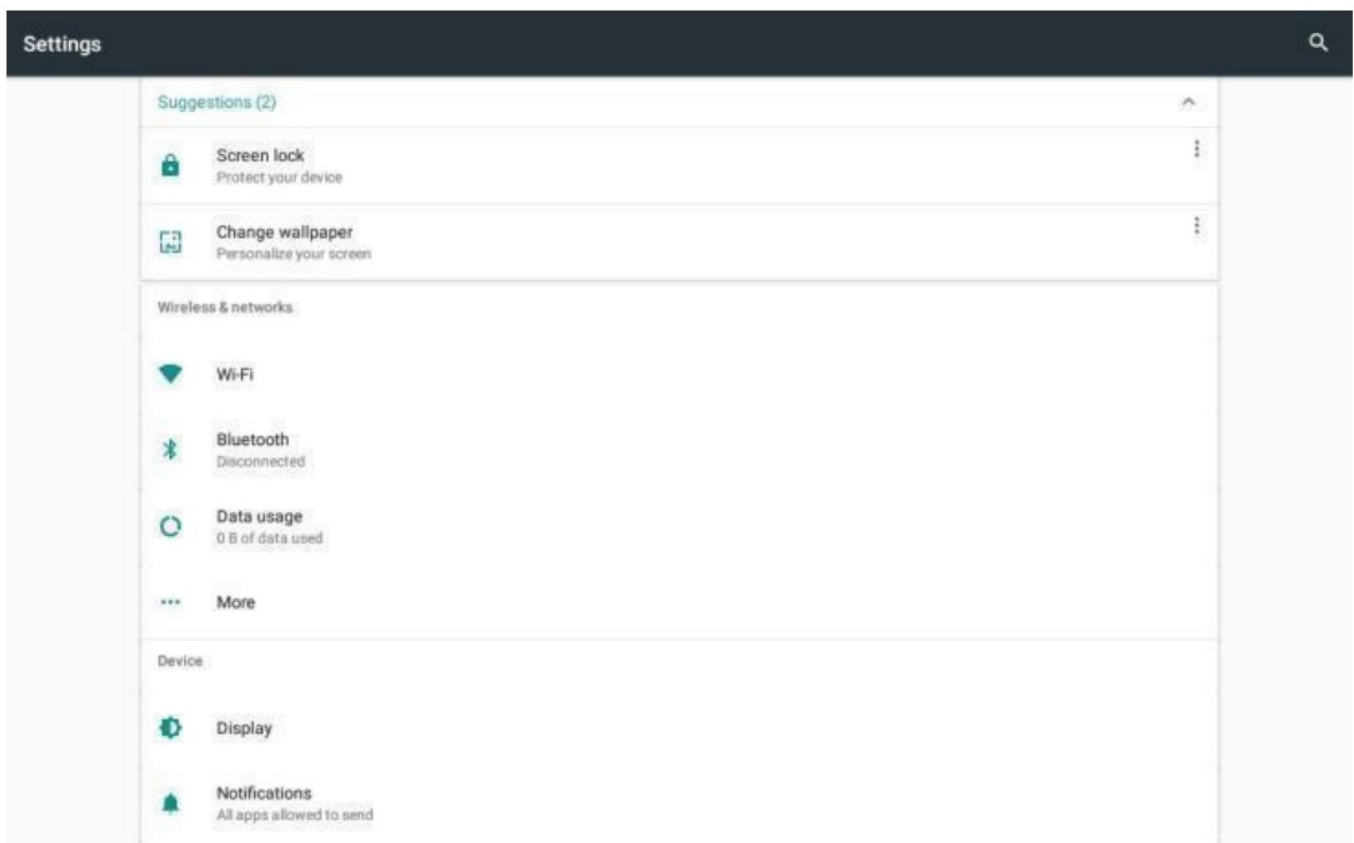 Settings
Suggestions (2)
Screen lock
Protect your device
Change wallpaper
Personalize your screen
Wireless & networks
Wi-Fi
Bluetooth
Disconnected
Data usage
0 B of data used
More
Device
Display
Notifications
All apps allowed to send